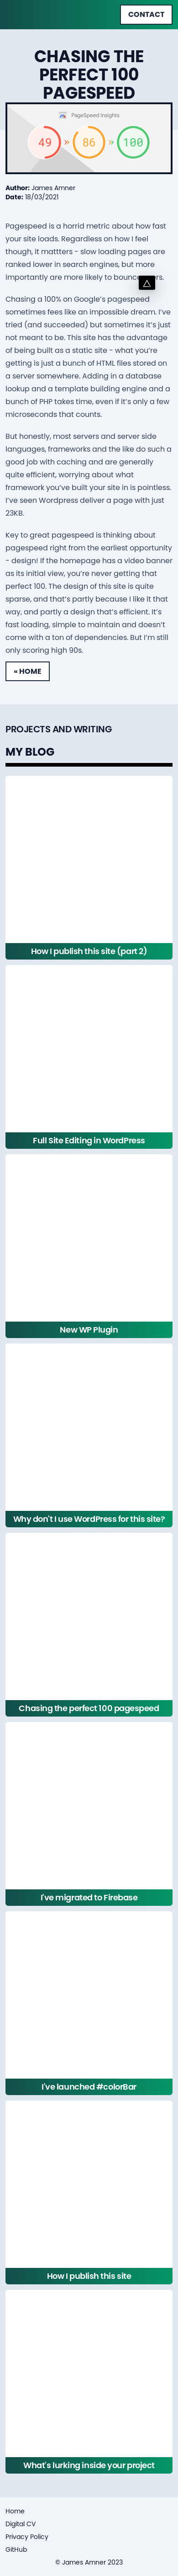 CONTACT
CHASING THE
PERFECT 100
PAGESPEED
PageSpeed Insights
49 » 86 » 100
Author: James Amner
Date: 18/03/2021
Pagespeed is a horrid metric about how fast
your site loads. Regardless on how I feel
though, it mattters - slow loading pages are
ranked lower in search engines, but more
importantly are more likely to bounce users.
Chasing a 100% on Google’s pagespeed
sometimes fees like an impossible dream. I’ve
tried (and succeeded) but sometimes it’s just
not meant to be. This site has the advantage
of being built as a static site - what you’re
getting is just a bunch of HTML files stored on
a server somewhere. Adding in a database
lookup and a template building engine and a
bunch of PHP takes time, even if it’s only a few
microseconds that counts.
But honestly, most servers and server side
languages, frameworks and the like do such a
good job with caching and are generally
quite efficient, worrying about what
framework you’ve built your site in is pointless.
I’ve seen Wordpress deliver a page with just
23KB.
Key to great pagespeed is thinking about
pagespeed right from the earliest opportunity
- design! If the homepage has a video banner
as its initial view, you’re never getting that
perfect 100. The design of this site is quite
sparse, and that’s partly because I like it that
way, and partly a design that’s efficient. It’s
fast loading, simple to maintain and doesn’t
come with a ton of dependencies. But I’m still
only scoring high 90s.
« HOME
PROJECTS AND WRITING
MY BLOG
How I publish this site (part 2)
Full Site Editing in WordPress
New WP Plugin
Why don't I use WordPress for this site?
Chasing the perfect 100 pagespeed
I've migrated to Firebase
I've launched #colorBar
How I publish this site
What's lurking inside your project
Home
Digital CV
Privacy Policy
GitHub
© James Amner 2023